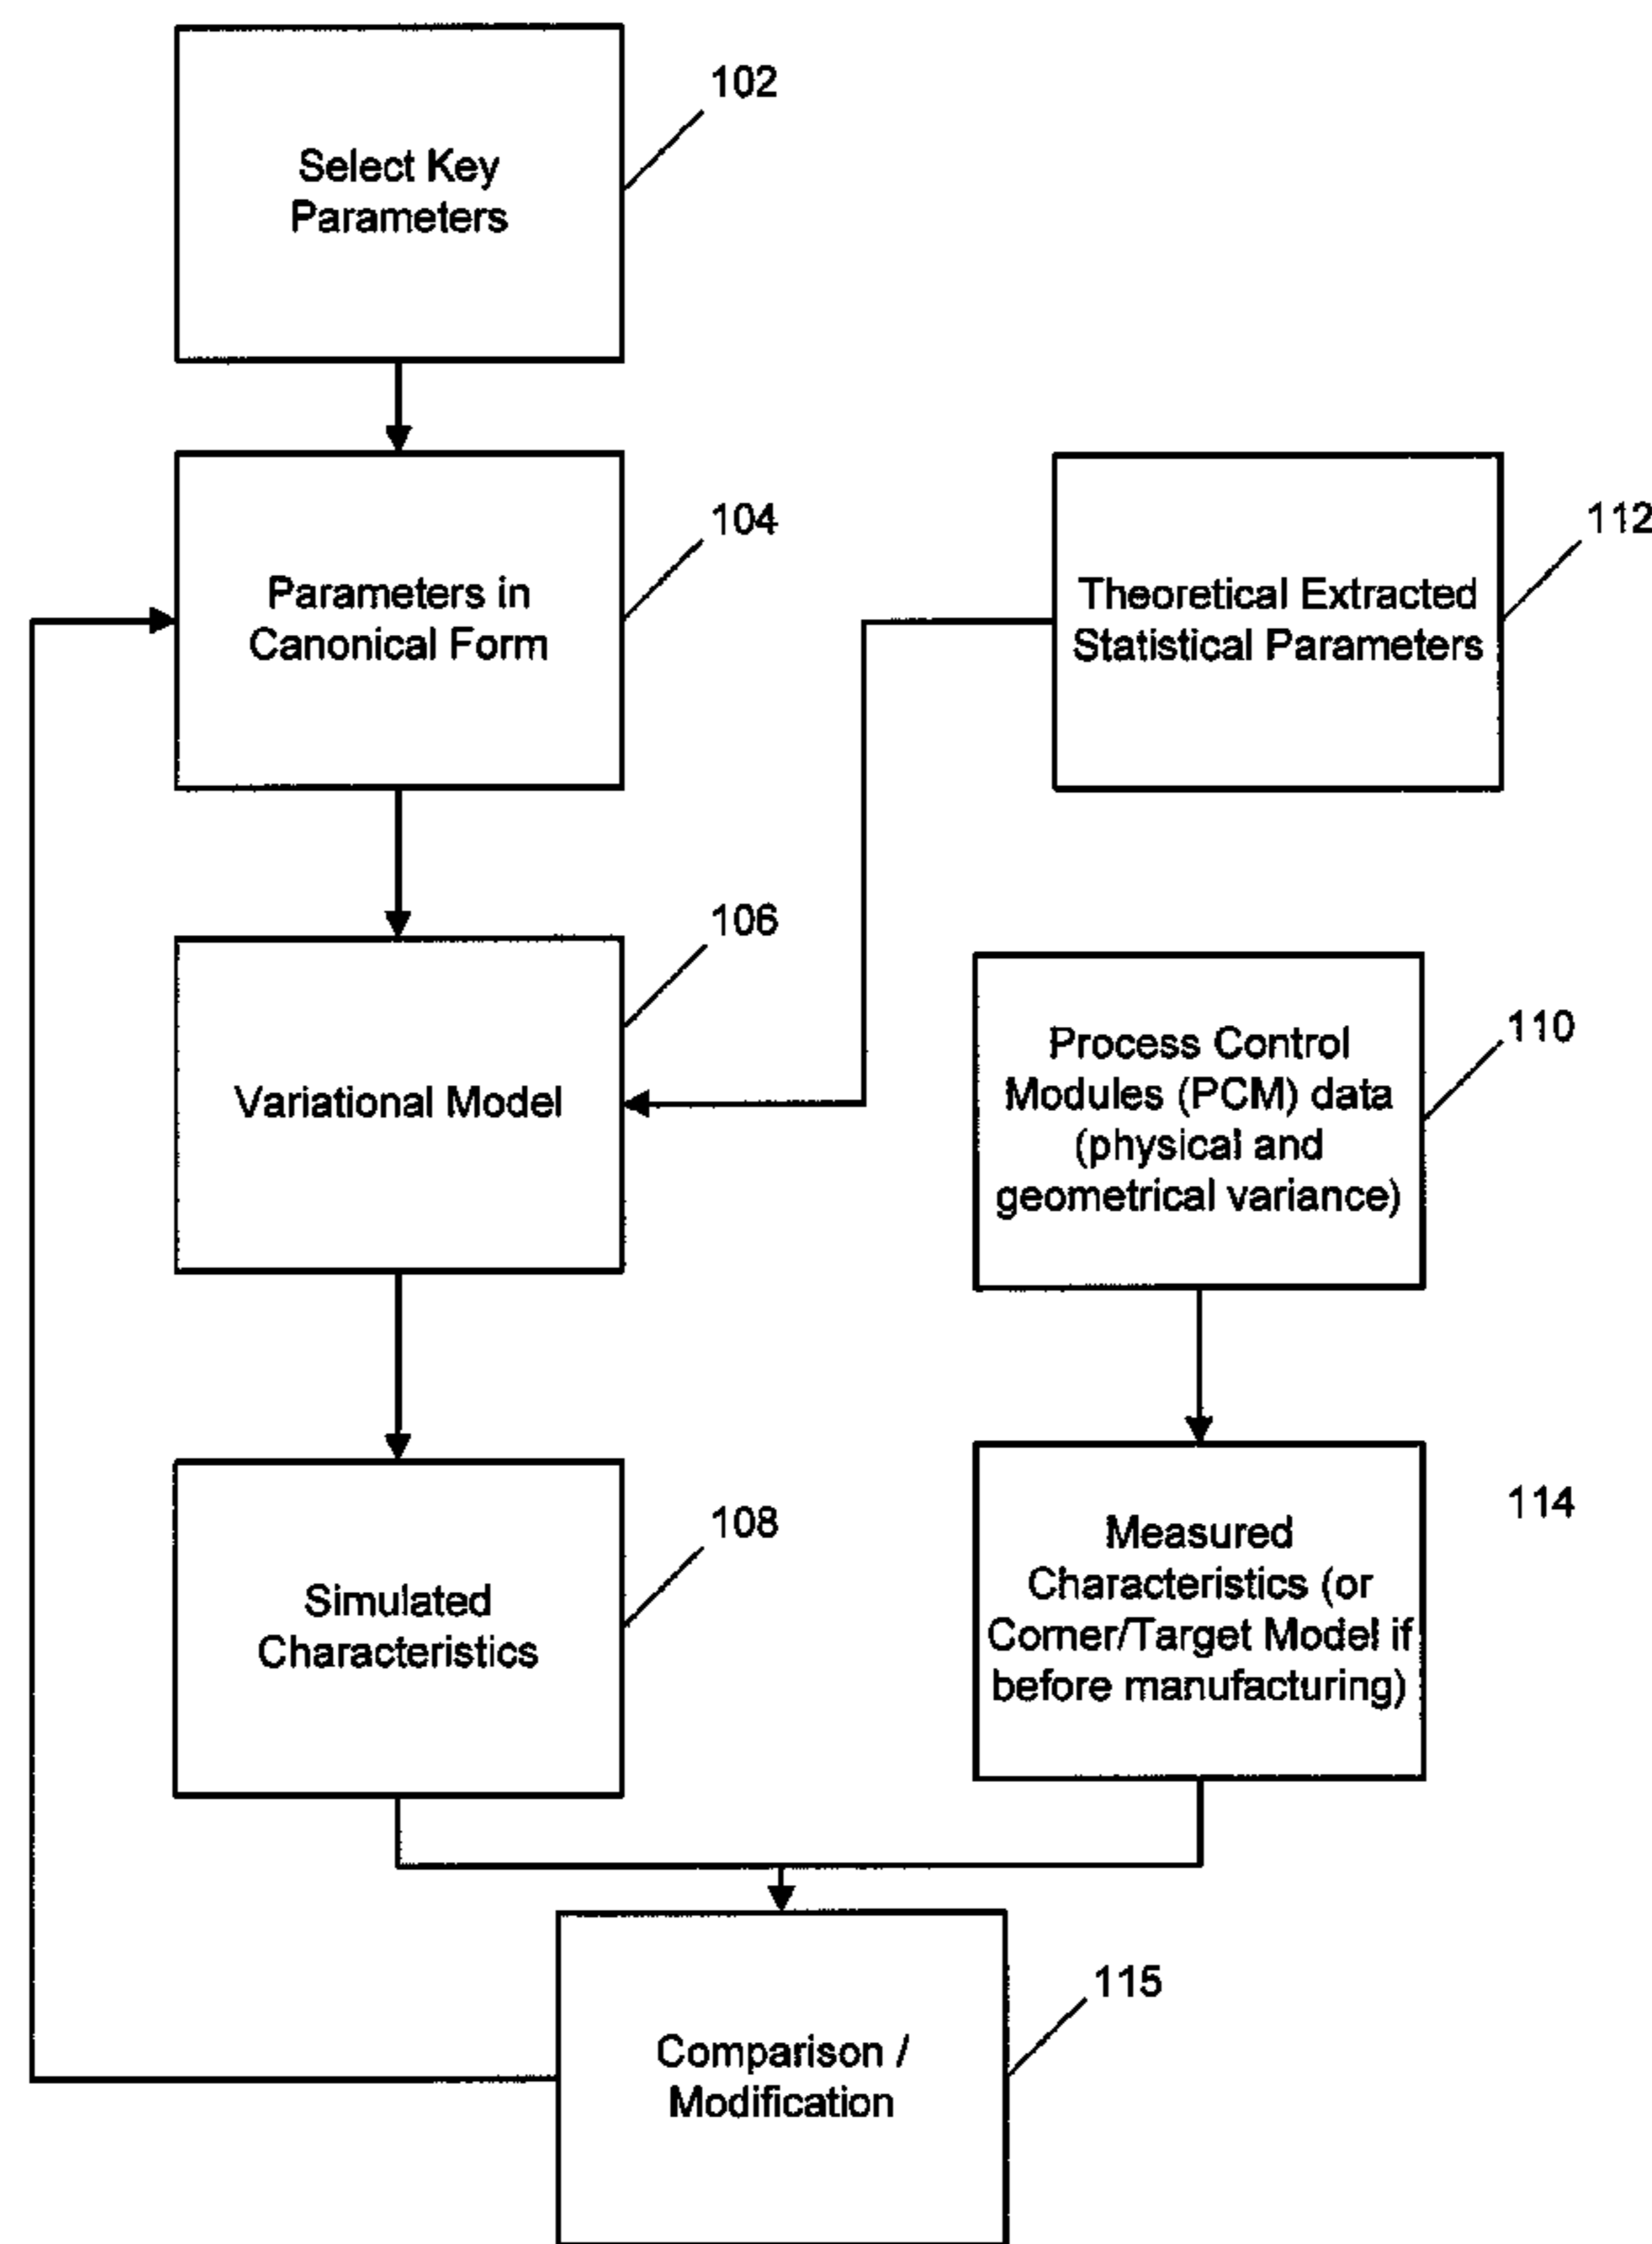 102
Select Key
Parameters
104
Parameters in
Canonical Form
112
Theoretical Extracted
Statistical Parameters
106
Variational Model
110
Process Control
Modules (PCM) data
(physical and
geometrical variance)
108
Simulated
Characteristics
114
Measured
Characteristics (or
Corner/Target Model if
before manufacturing)
115
Comparison /
Modification